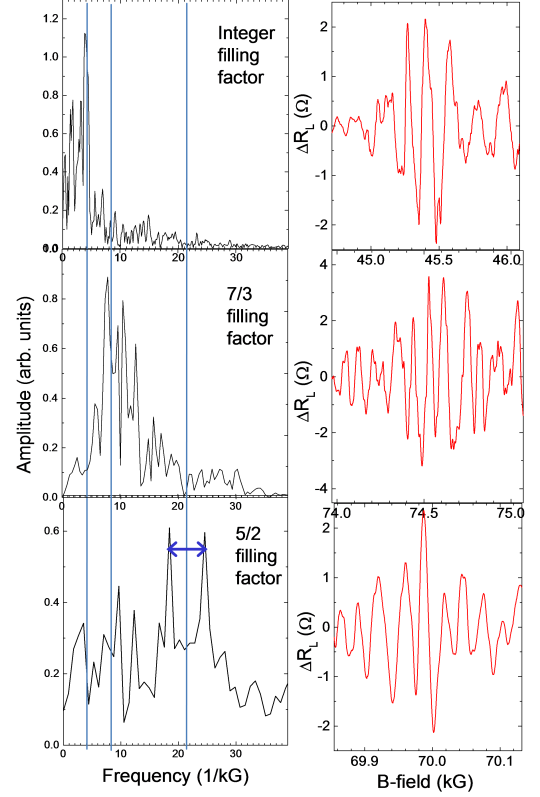 Amplitude (arb. units)
1.2
1.0
0.8
0.6
0.4
0.2
Integer
filling
factor
0 10 20 30
0.8
0.6
0.4
0.2
0.0
7/3
filling
factor
0 10 20 30
0.6
0.4
0.2
0.0
5/2
filling
factor
0 10 20 30
Frequency (1/kG)
ΔR_L (Ω)
2
1
0
-1
-2
45.0 45.5 46.0
ΔR_L (Ω)
4
2
0
-2
-4
74.0 74.5 75.0
ΔR_L (Ω)
2
1
0
-1
-2
69.9 70.0 70.1
B-field (kG)